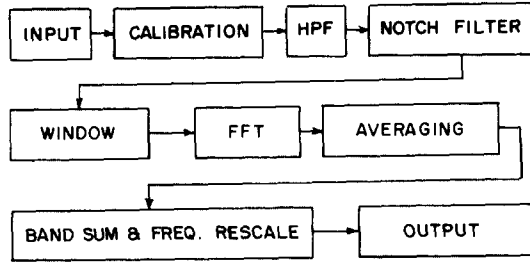 INPUT
CALIBRATION
HPF
NOTCH FILTER
WINDOW
FFT
AVERAGING
BAND SUM & FREQ. RESCALE
OUTPUT